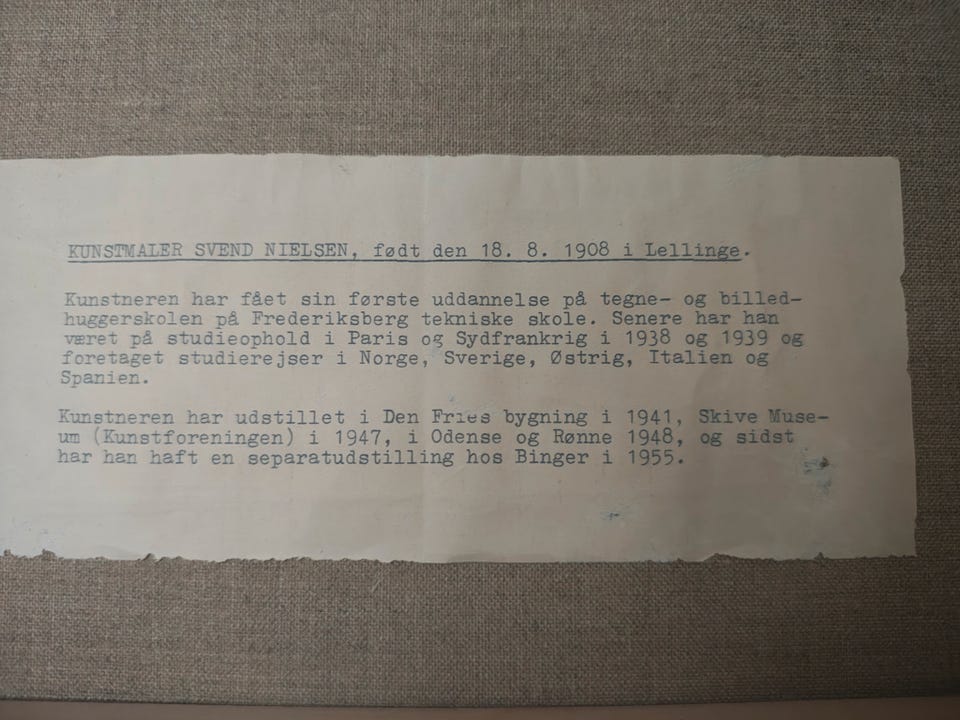 KUNSTMALER SVEND NIELSEN, født den 18. 8. 1908 i Lellinge.
Kunstneren har fået sin første uddannelse på tegne- og billed-
huggerskolen på Frederiksberg tekniske skole. Senere har han
været på studieophold i Paris og Sydfrankrig i 1938 og 1939 og
foretaget studierejser i Norge, Sverige, Østrig, Italien og
Spanien.
Kunstneren har udstillet i Den Fries bygning i 1941, Skive Muse-
um (Kunstforeningen) i 1947, i Odense og Rønne 1948, og sidst
har han haft en separatudstilling hos Binger i 1955.